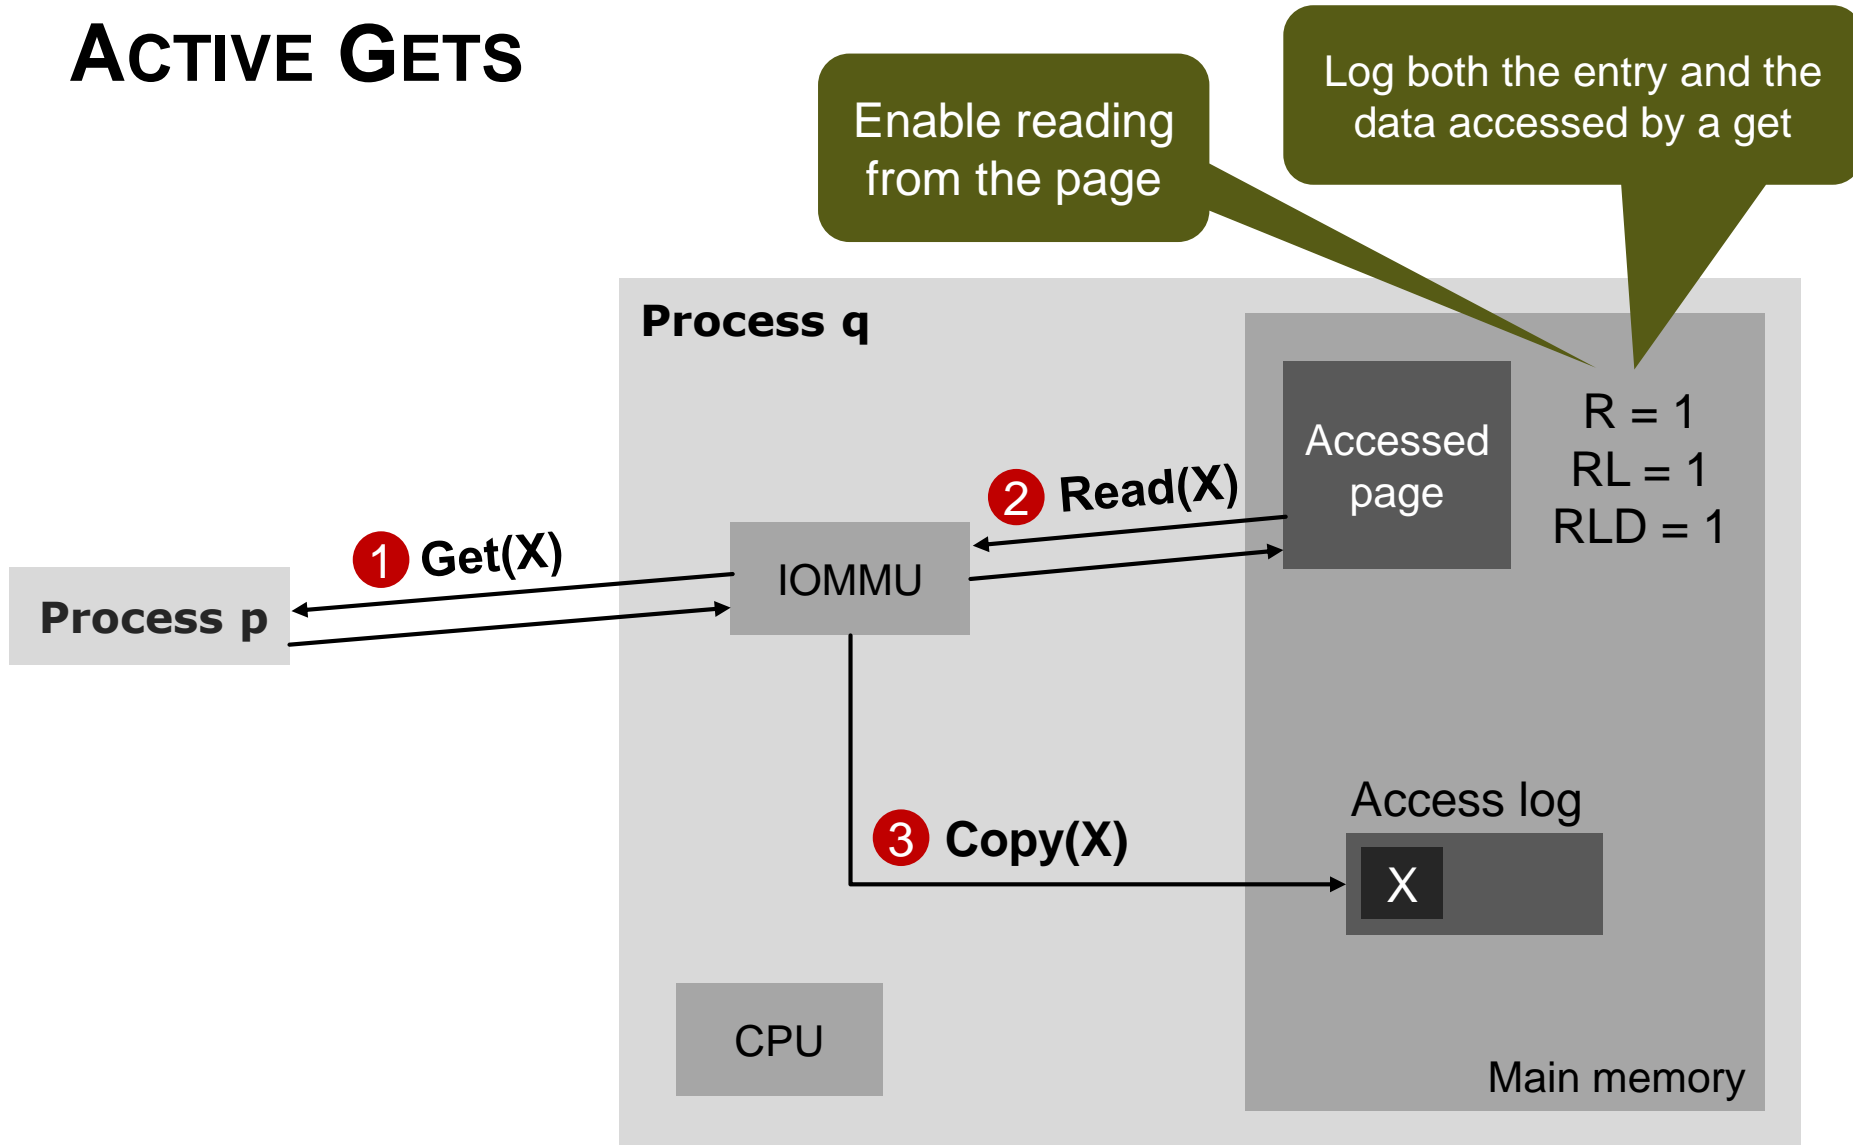 ACTIVE GETS
Enable reading
from the page
Log both the entry and the
data accessed by a get
Process q
Accessed
page
R = 1
RL = 1
RLD = 1
2 Read(X)
1 Get(X)
IOMMU
Process p
Access log
3 Copy(X)
X
CPU
Main memory